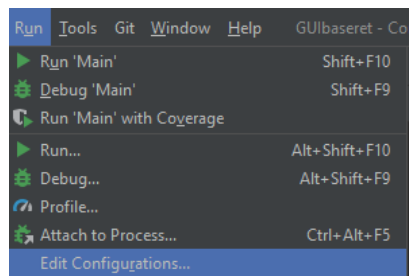 Run Tools Git Window Help GUIbaseret - Co
Run 'Main' Shift+F10
Debug 'Main' Shift+F9
Run 'Main' with Coverage
Run... Alt+Shift+F10
Debug... Alt+Shift+F9
Profile...
Attach to Process... Ctrl+Alt+F5
Edit Configurations...